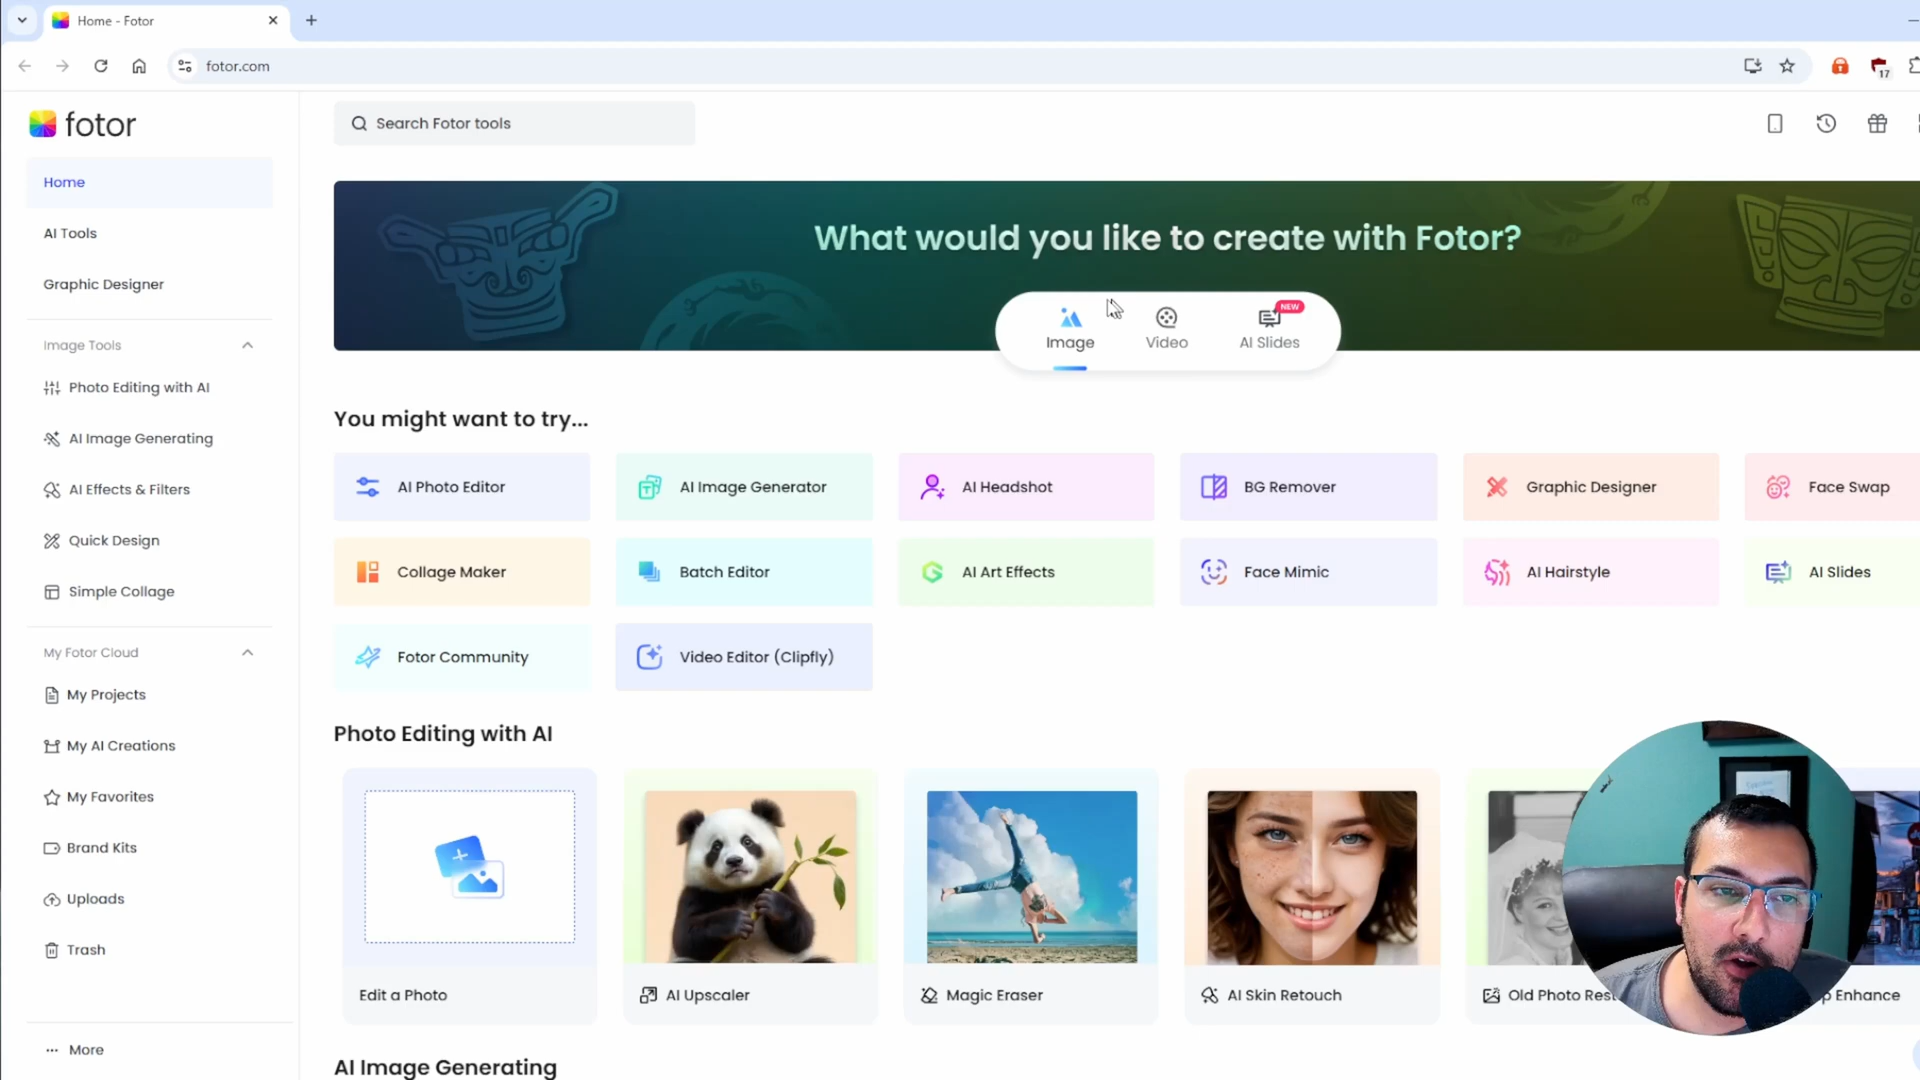 Home - Fotor
fotor.com
17
fotor
Search Fotor tools
Home
AI Tools
Graphic Designer
Image Tools
Photo Editing with AI
AI Image Generating
AI Effects & Filters
Quick Design
Simple Collage
My Fotor Cloud
My Projects
My AI Creations
My Favorites
Brand Kits
Uploads
Trash
More
What would you like to create with Fotor?
NEW
Image Video AI Slides
You might want to try...
AI Photo Editor AI Image Generator AI Headshot BG Remover Graphic Designer Face Swap
Collage Maker Batch Editor AI Art Effects Face Mimic AI Hairstyle AI Slides
Fotor Community Video Editor (Clipfly)
Photo Editing with AI
Edit a Photo AI Upscaler Magic Eraser AI Skin Retouch Old Photo Enhance
AI Image Generating